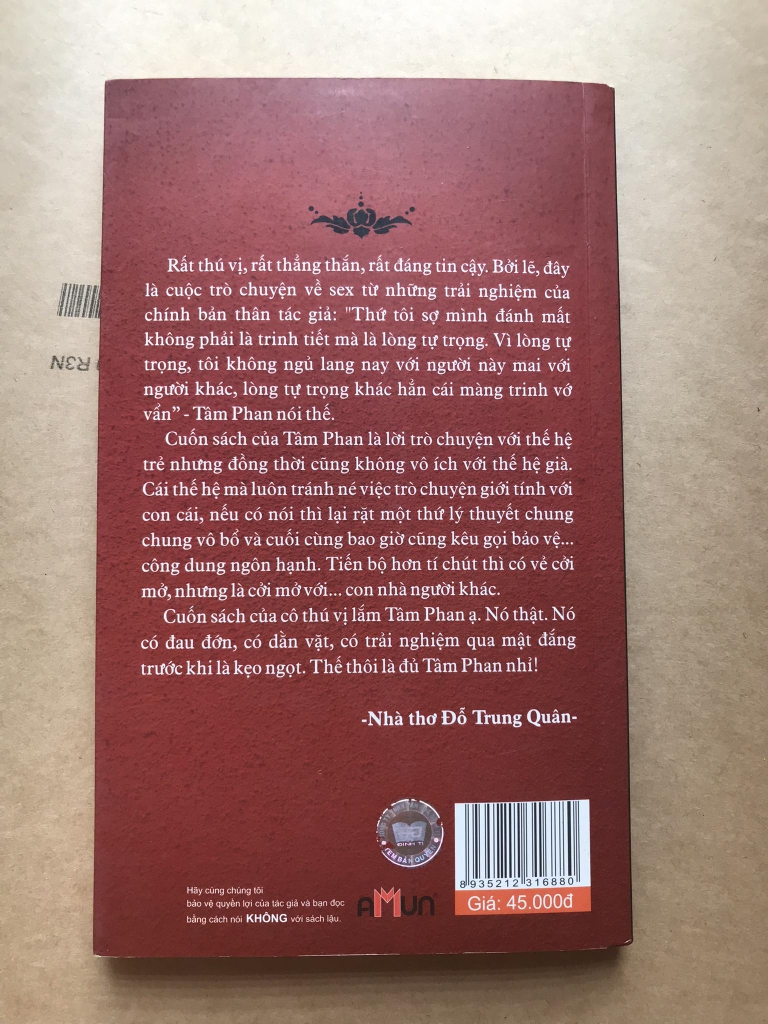 Rất thú vị, rất thẳng thắn, rất đáng tin cậy. Bởi lẽ, đây
là cuộc trò chuyện về sex từ những trải nghiệm của
chính bản thân tác giả: "Thứ tôi sợ mình đánh mất
không phải là trinh tiết mà là lòng tự trọng. Vì lòng tự
trọng, tôi không ngủ lang nay với người này mai với
người khác, lòng tự trọng khác hẳn cái màng trinh vớ
vẩn” - Tâm Phan nói thế.
Cuốn sách của Tâm Phan là lời trò chuyện với thế hệ
trẻ nhưng đồng thời cũng không vô ích với thế hệ già.
Cái thế hệ mà luôn tránh né việc trò chuyện giới tính với
con cái, nếu có nói thì lại rặt một thứ lý thuyết chung
chung vô bổ và cuối cùng bao giờ cũng kêu gọi bảo vệ...
công dung ngôn hạnh. Tiến bộ hơn tí chút thì có vẻ cởi
mở, nhưng là cởi mở với... con nhà người khác.
Cuốn sách của cô thú vị lắm Tâm Phan ạ. Nó thật. Nó
có đau đớn, có dằn vặt, có trải nghiệm qua mật đắng
trước khi là kẹo ngọt. Thế thôi là đủ Tâm Phan nhỉ!
-Nhà thơ Đỗ Trung Quân-
R3N
ĐINH TỊ
TEM BẢN QUYỀN
Hãy cùng chúng tôi
bảo vệ quyền lợi của tác giả và bạn đọc
bằng cách nói KHÔNG với sách lậu.
AMUN
8 935212 316880
Giá: 45.000đ